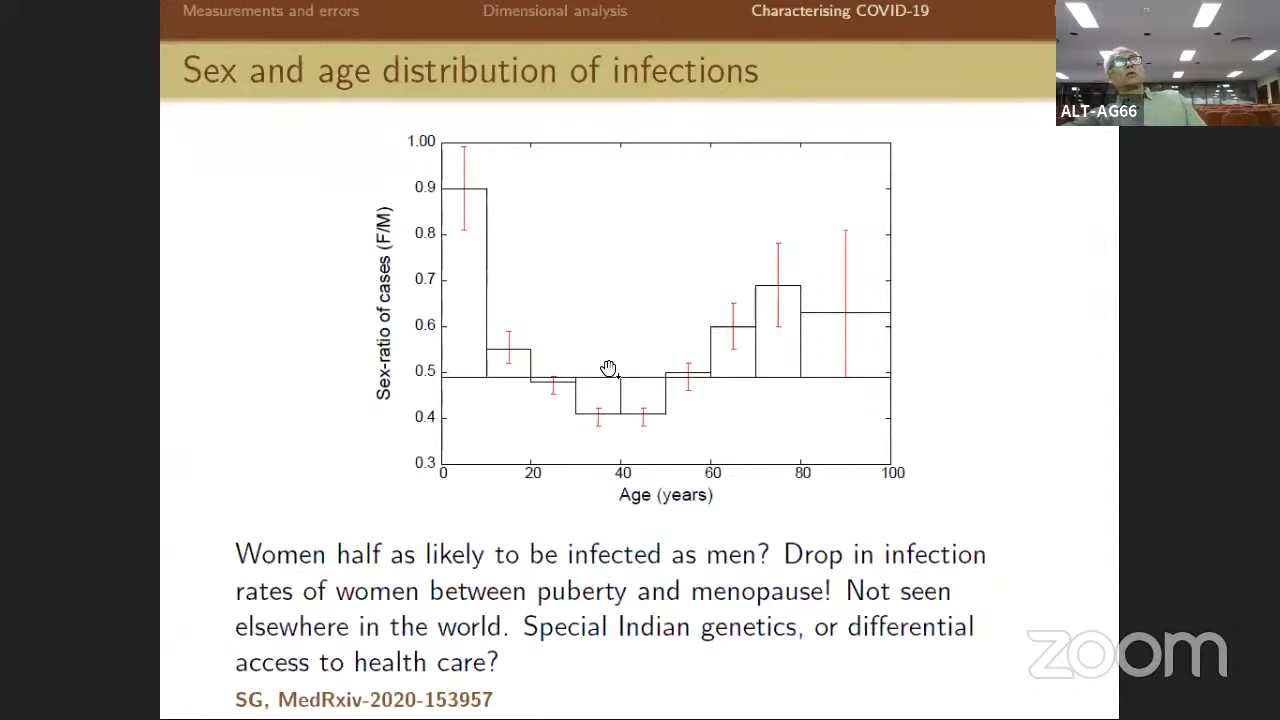 Measurements and errors
Dimensional analysis
Characterising COVID-19
Sex and age distribution of infections
ALT-AG66
1.00
0.9
0.8
0.7
0.6
0.5
0.4
0.3
Sex-ratio of cases (F/M)
0
20
40
60
80
100
Age (years)
Women half as likely to be infected as men? Drop in infection
rates of women between puberty and menopause! Not seen
elsewhere in the world. Special Indian genetics, or differential
access to health care?
SG, MedRxiv-2020-153957
zoom